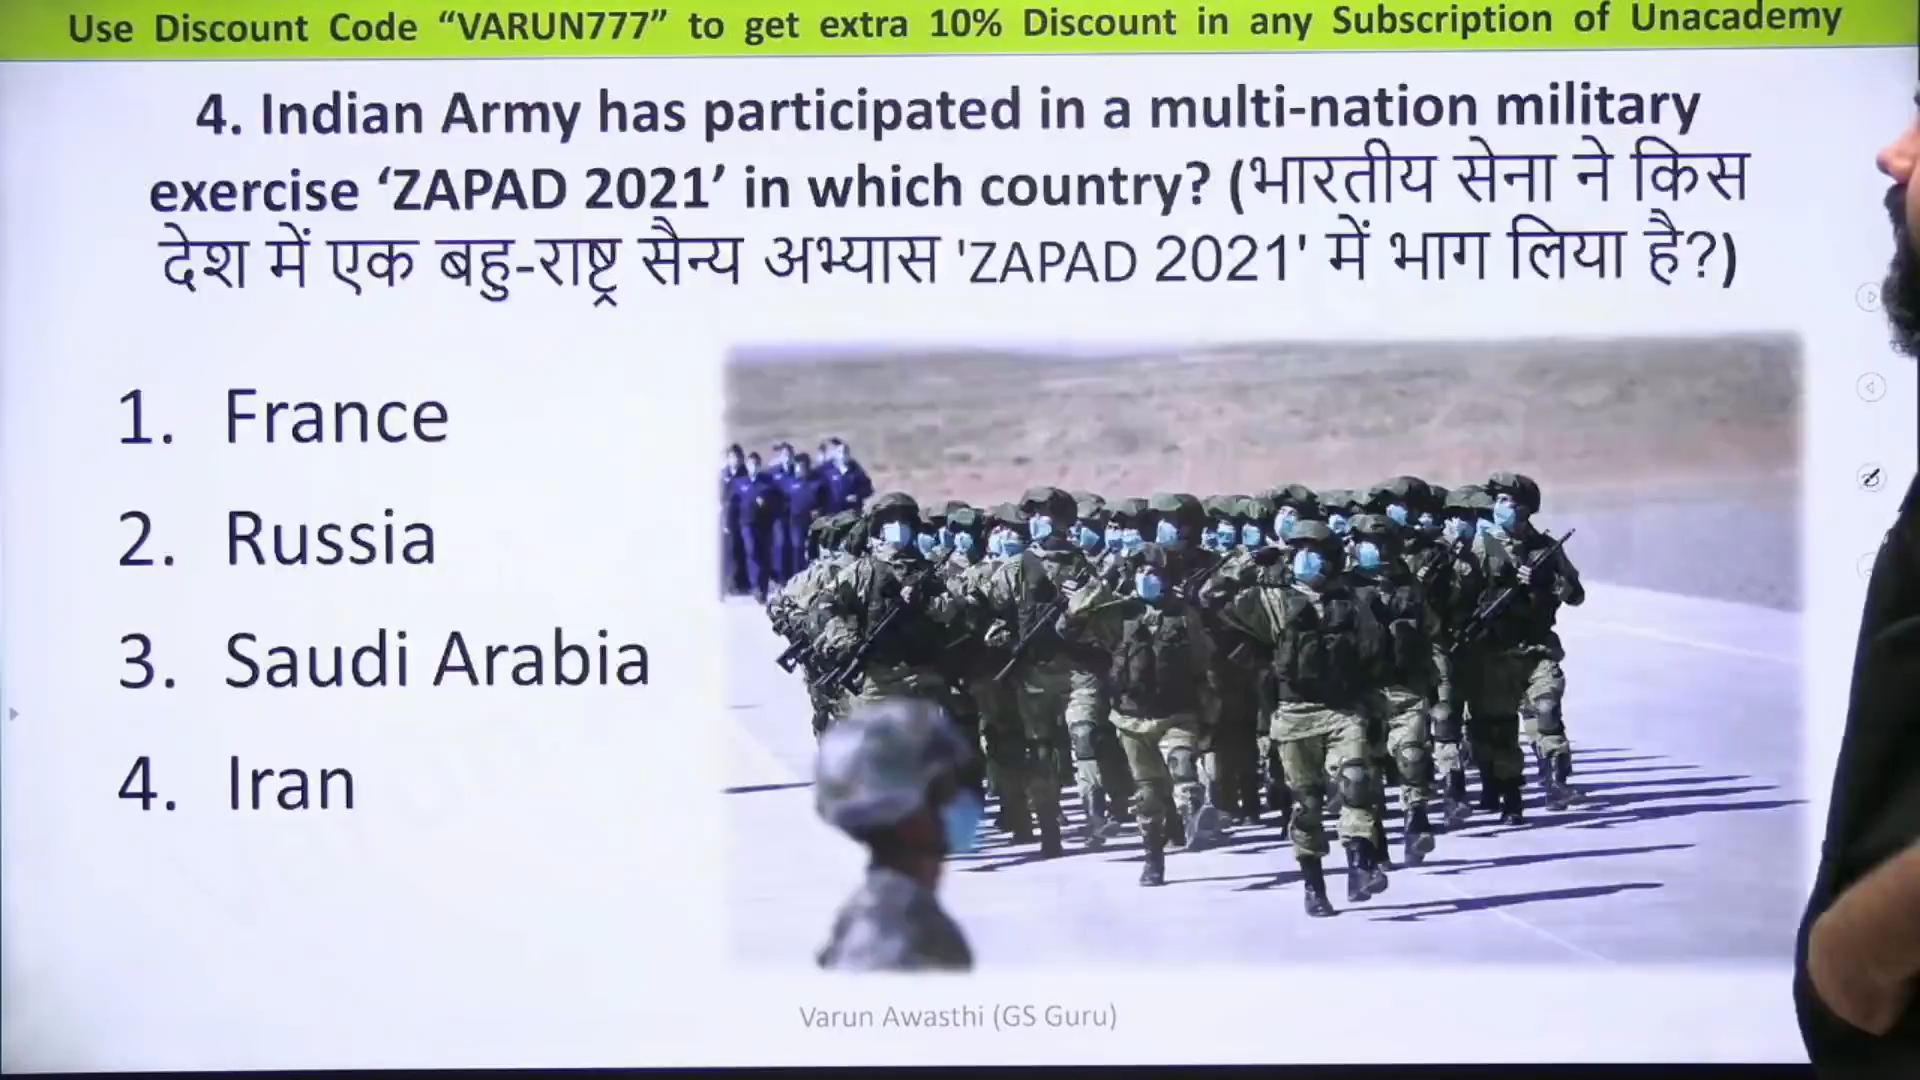 Use Discount Code “VARUN777” to get extra 10% Discount in any Subscription of Unacademy
4. Indian Army has participated in a multi-nation military
exercise ‘ZAPAD 2021’ in which country? (भारतीय सेना ने किस
देश में एक बहु-राष्ट्र सैन्य अभ्यास 'ZAPAD 2021' में भाग लिया है?)
1. France
2. Russia
3. Saudi Arabia
4. Iran
Varun Awasthi (GS Guru)